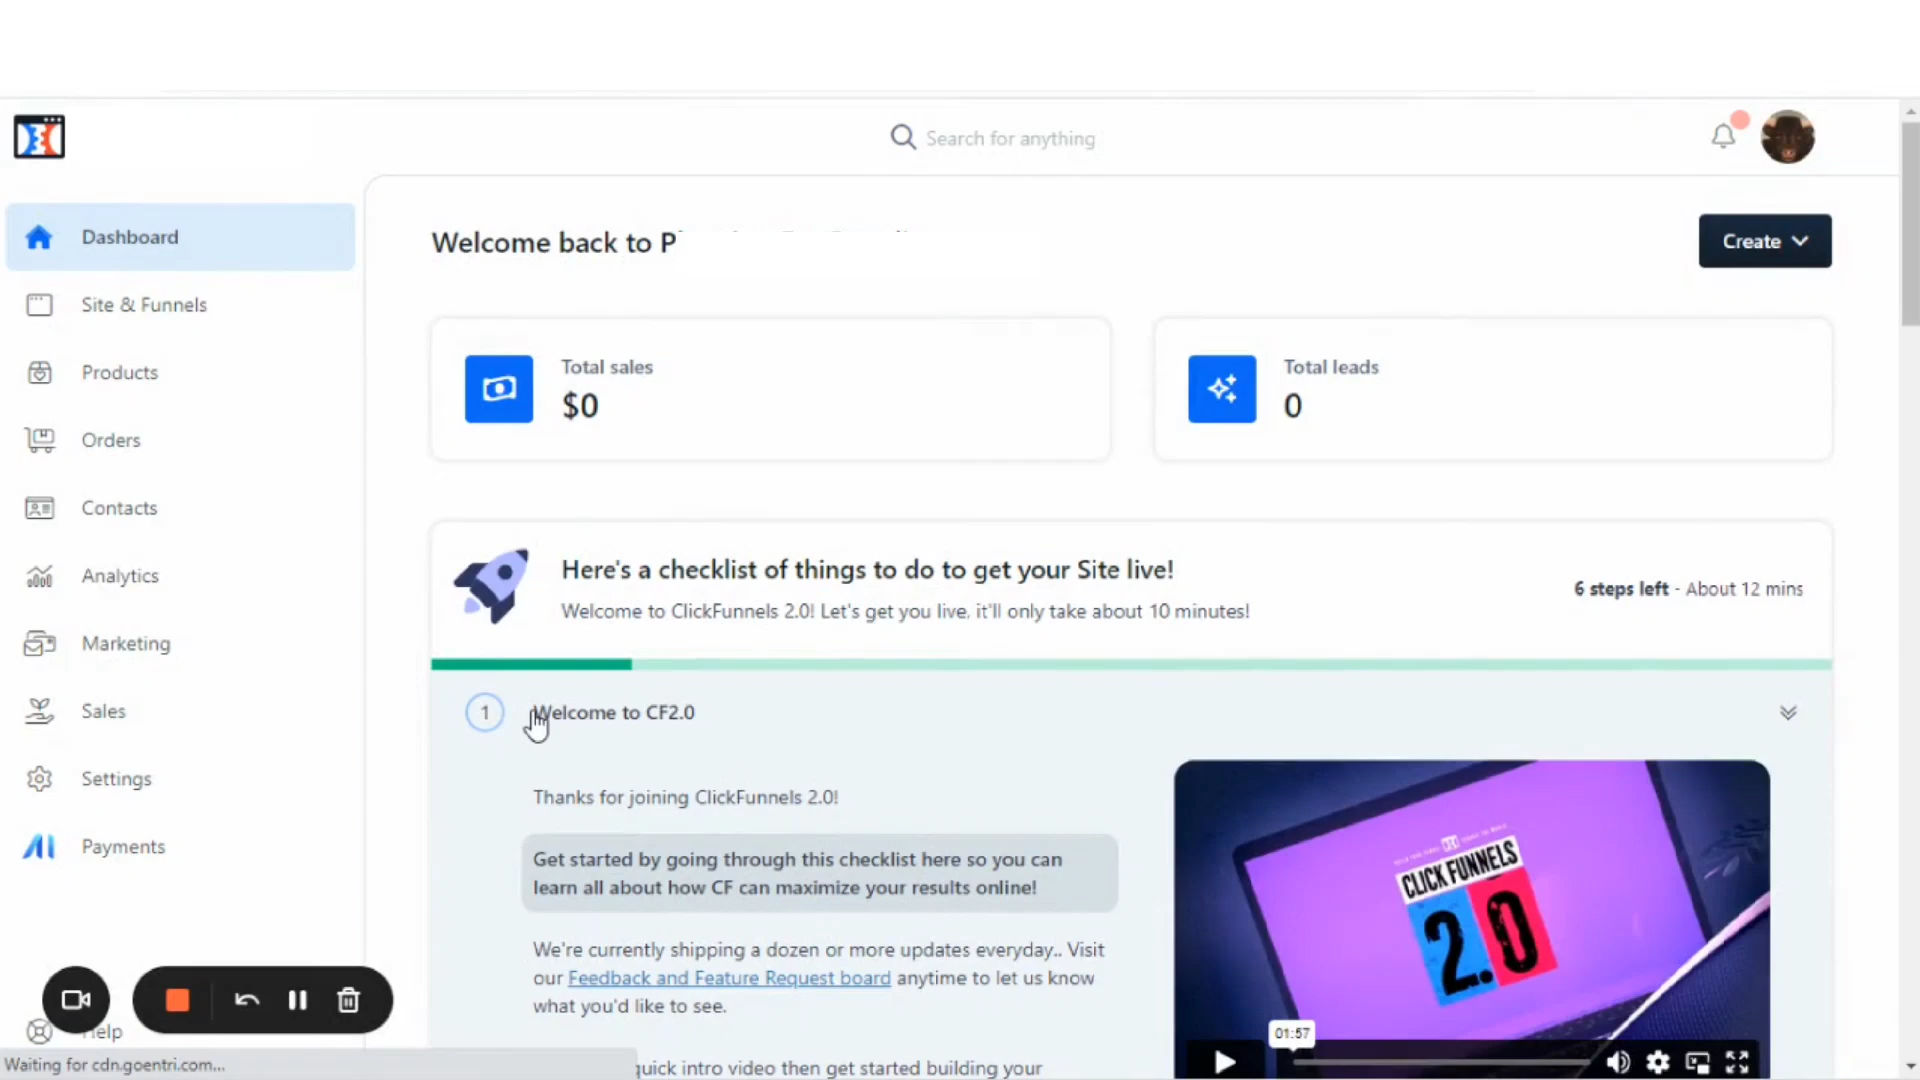 Search for anything
Dashboard
Site & Funnels
Products
Orders
Contacts
Analytics
Marketing
Sales
Settings
Payments
Help
Welcome back to P
Create
Total sales
$0
Total leads
0
Here's a checklist of things to do to get your Site live!
Welcome to ClickFunnels 2.0! Let's get you live, it'll only take about 10 minutes!
6 steps left - About 12 mins
1
Welcome to CF2.0
Thanks for joining ClickFunnels 2.0!
Get started by going through this checklist here so you can
learn all about how CF can maximize your results online!
We're currently shipping a dozen or more updates everyday.. Visit
our Feedback and Feature Request board anytime to let us know
what you'd like to see.
quick intro video then get started building your
CLICK FUNNELS
2.0
01:57
Waiting for cdn.goentri.com...